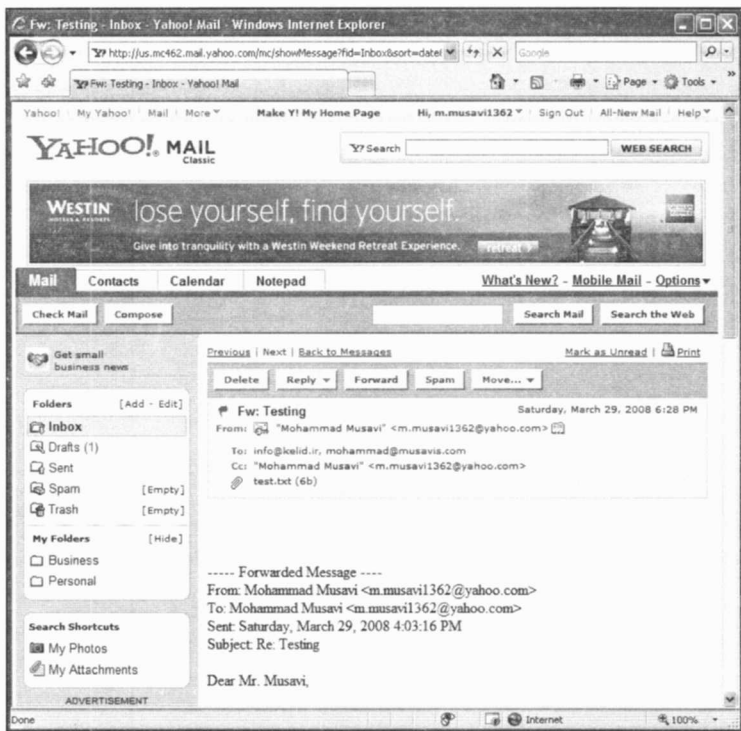 Fw: Testing - Inbox - Yahoo! Mail - Windows Internet Explorer
http://us.mc462.mail.yahoo.com/mc/showMessage?fid=Inbox&sort=date Google
Fw: Testing - Inbox - Yahoo! Mail Page Tools
Yahoo! My Yahoo! Mail More Make Y! My Home Page Hi, m.musavi1362 Sign Out All-New Mail Help
YAHOO! MAIL Classic Y! Search WEB SEARCH
WESTIN HOTELS & RESORTS lose yourself, find yourself.
Give into tranquility with a Westin Weekend Retreat Experience. retreat >
Mail Contacts Calendar Notepad What's New? - Mobile Mail - Options
Check Mail Compose Search Mail Search the Web
Get small business news
Previous | Next | Back to Messages Mark as Unread | Print
Delete Reply Forward Spam Move...
Folders [Add - Edit]
Inbox
Drafts (1)
Sent
Spam [Empty]
Trash [Empty]
My Folders [Hide]
Business
Personal
Search Shortcuts
My Photos
My Attachments
ADVERTISEMENT
Fw: Testing Saturday, March 29, 2008 6:28 PM
From: "Mohammad Musavi" <m.musavi1362@yahoo.com>
To: info@kelid.ir, mohammad@musavis.com
Cc: "Mohammad Musavi" <m.musavi1362@yahoo.com>
test.txt (6b)
----- Forwarded Message ----
From: Mohammad Musavi <m.musavi1362@yahoo.com>
To: Mohammad Musavi <m.musavi1362@yahoo.com>
Sent: Saturday, March 29, 2008 4:03:16 PM
Subject: Re: Testing
Dear Mr. Musavi,
Done Internet 100%